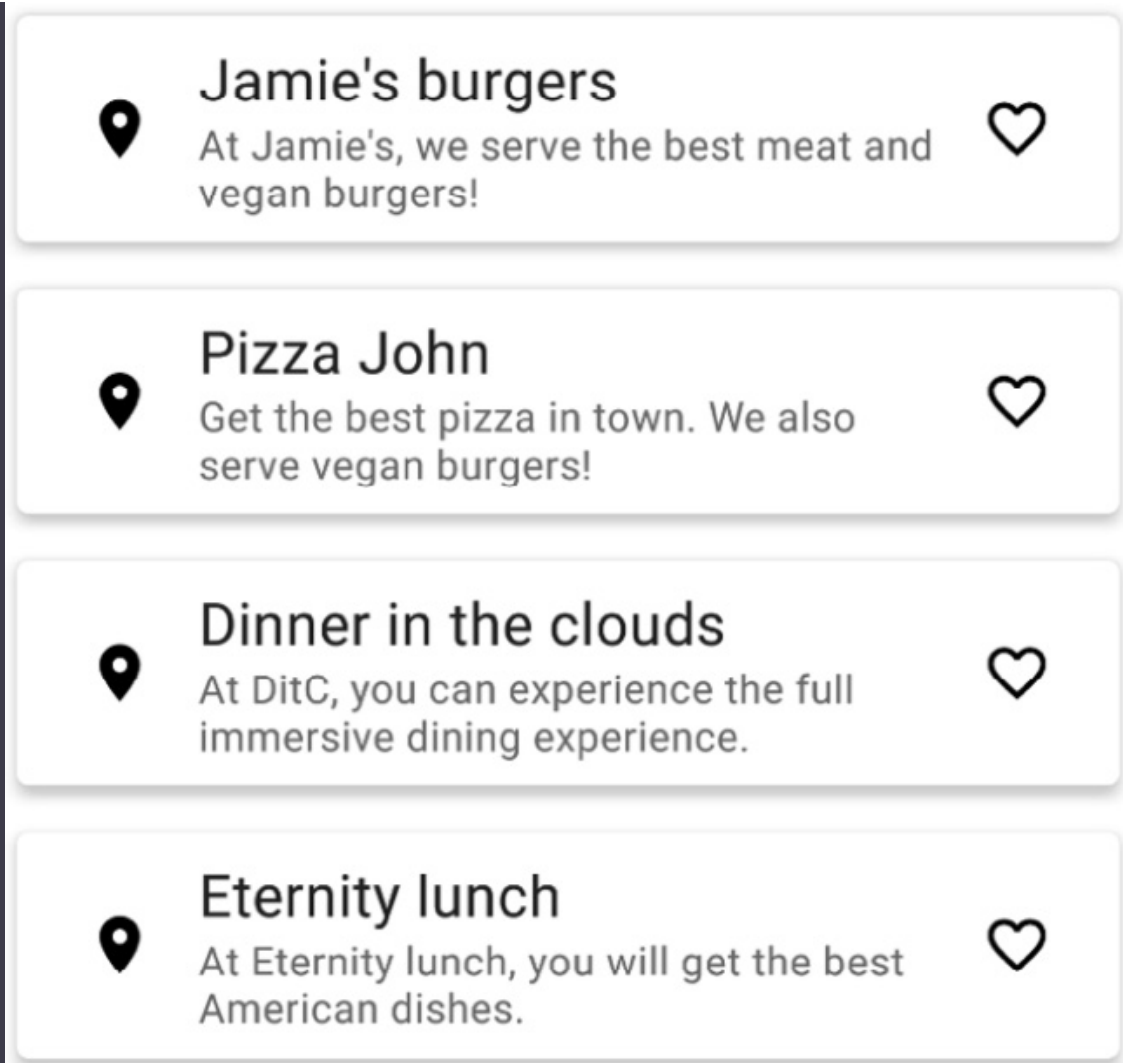 Jamie's burgers
At Jamie's, we serve the best meat and
vegan burgers!
Pizza John
Get the best pizza in town. We also
serve vegan burgers!
Dinner in the clouds
At DitC, you can experience the full
immersive dining experience.
Eternity lunch
At Eternity lunch, you will get the best
American dishes.